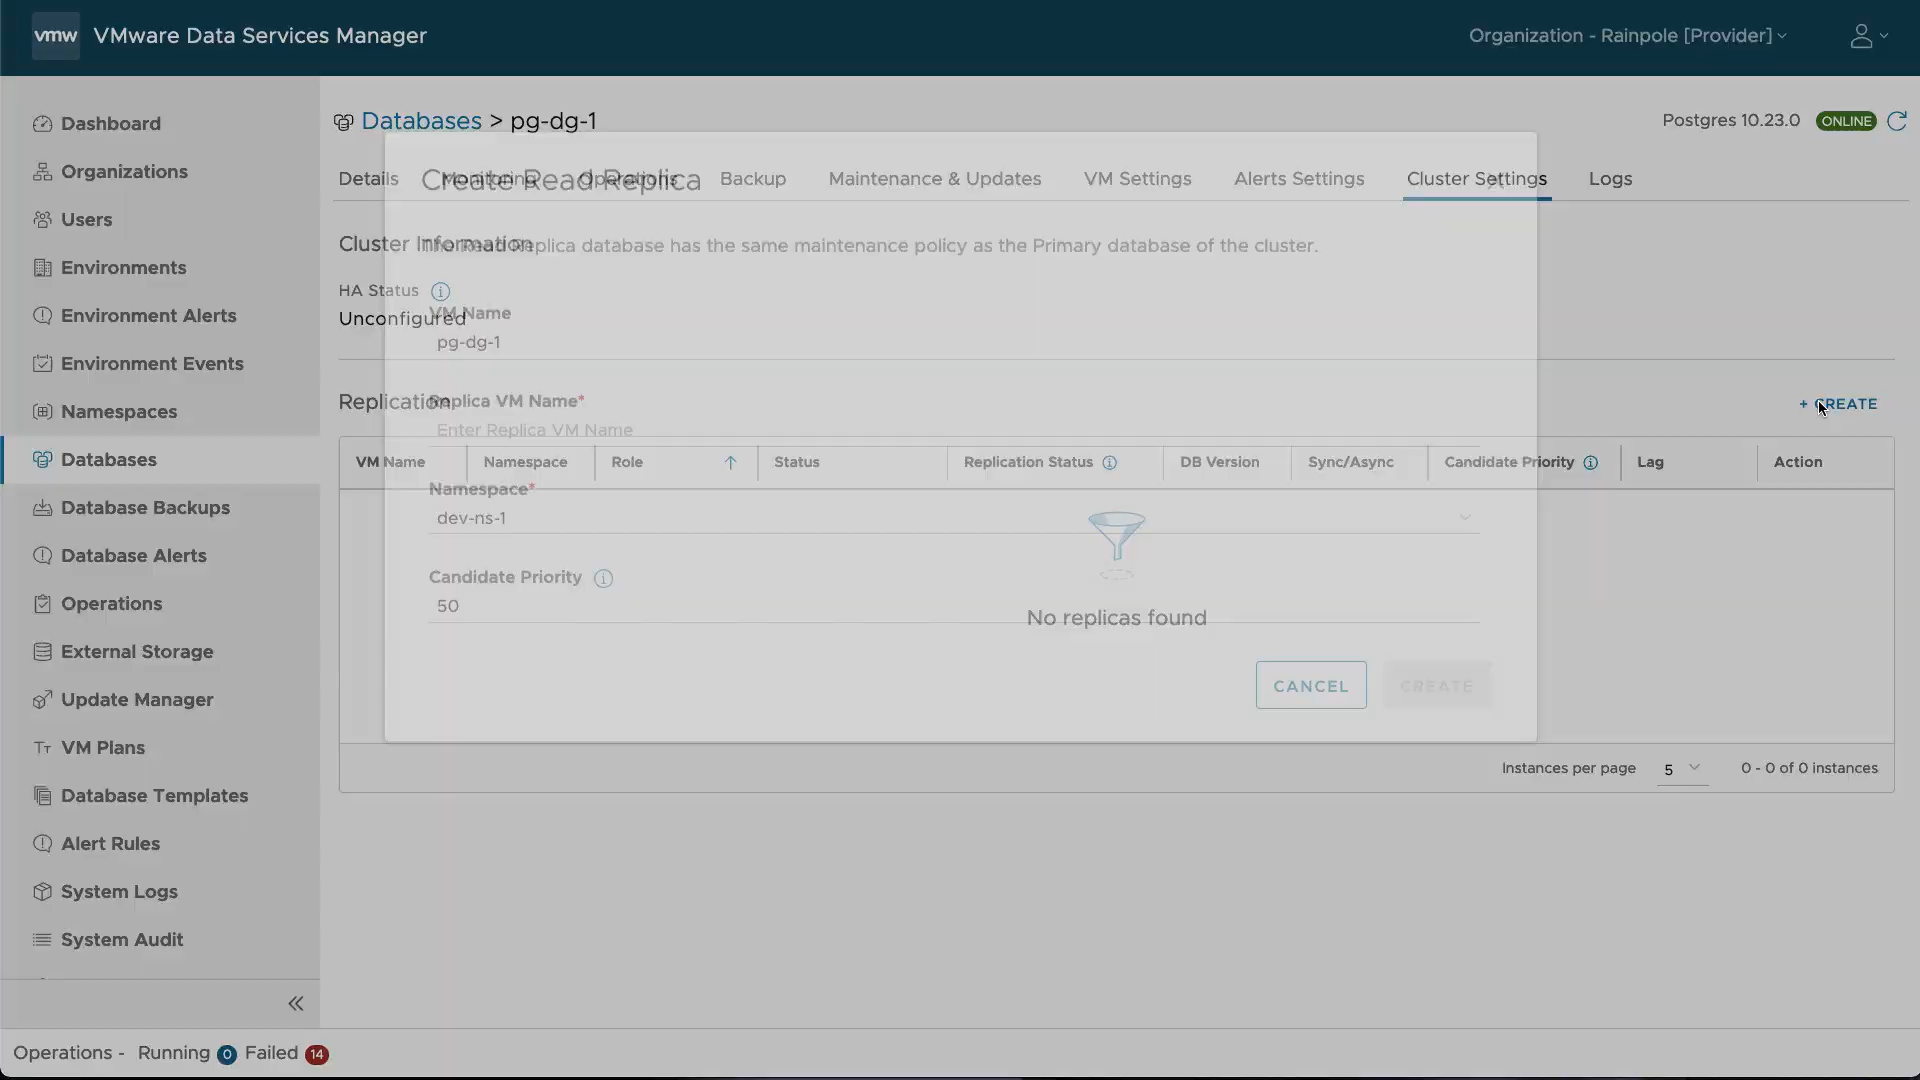 vmw VMware Data Services Manager
Organization - Rainpole [Provider]
Dashboard
Organizations
Users
Environments
Environment Alerts
Environment Events
Namespaces
Databases
Database Backups
Database Alerts
Operations
External Storage
Update Manager
VM Plans
Database Templates
Alert Rules
System Logs
System Audit
Databases > pg-dg-1
Postgres 10.23.0 ONLINE
Details Monitoring Operations Backup Maintenance & Updates VM Settings Alerts Settings Cluster Settings Logs
Create Read Replica
Cluster Information
Replica database has the same maintenance policy as the Primary database of the cluster.
HA Status
Unconfigured
VM Name
pg-dg-1
Replication
+ CREATE
Replica VM Name*
Enter Replica VM Name
VM Name Namespace Role Status Replication Status DB Version Sync/Async Candidate Priority Lag Action
Namespace*
dev-ns-1
Candidate Priority
50
No replicas found
CANCEL CREATE
Instances per page 5 0 - 0 of 0 instances
Operations - Running 0 Failed 14